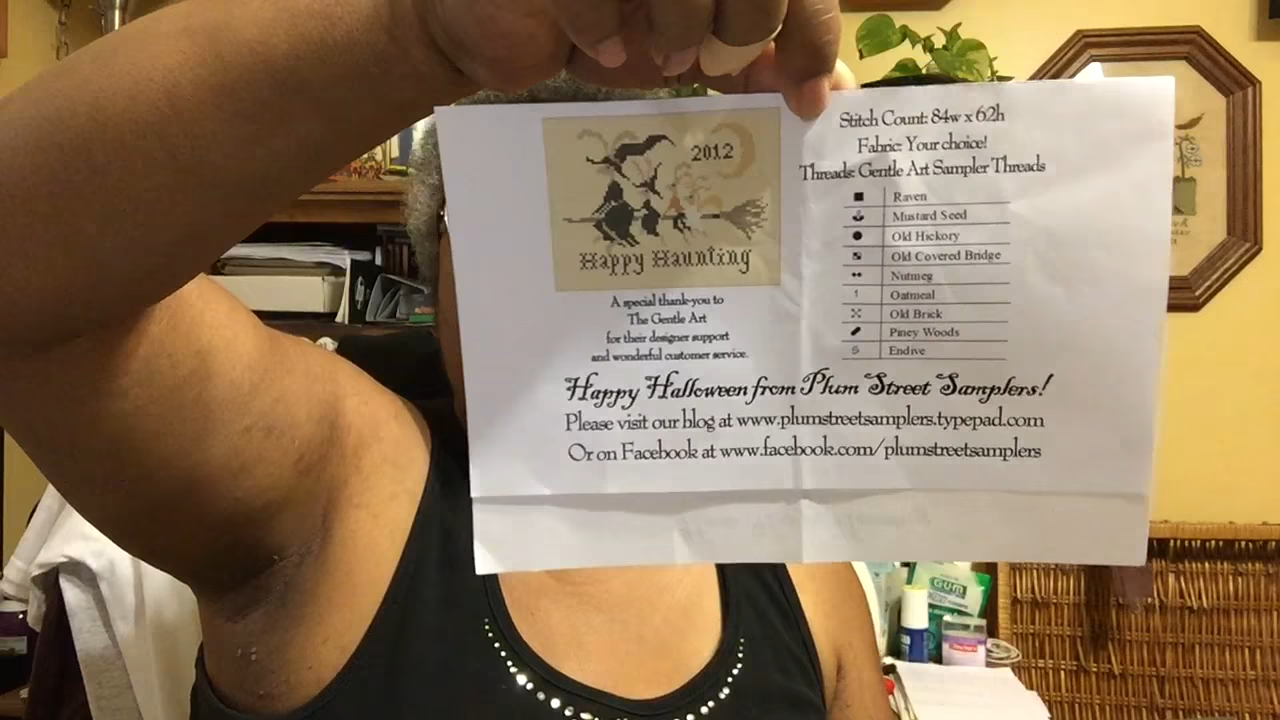 2012
Happy Haunting
A special thank-you to
The Gentle Art
for their designer support
and wonderful customer service.
Stitch Count: 84w x 62h
Fabric: Your choice!
Threads: Gentle Art Sampler Threads
Raven
Mustard Seed
Old Hickory
Old Covered Bridge
Nutmeg
Oatmeal
Old Brick
Piney Woods
Endive
Happy Halloween from Plum Street Samplers!
Please visit our blog at www.plumstreetsamplers.typepad.com
Or on Facebook at www.facebook.com/plumstreetsamplers
GUM